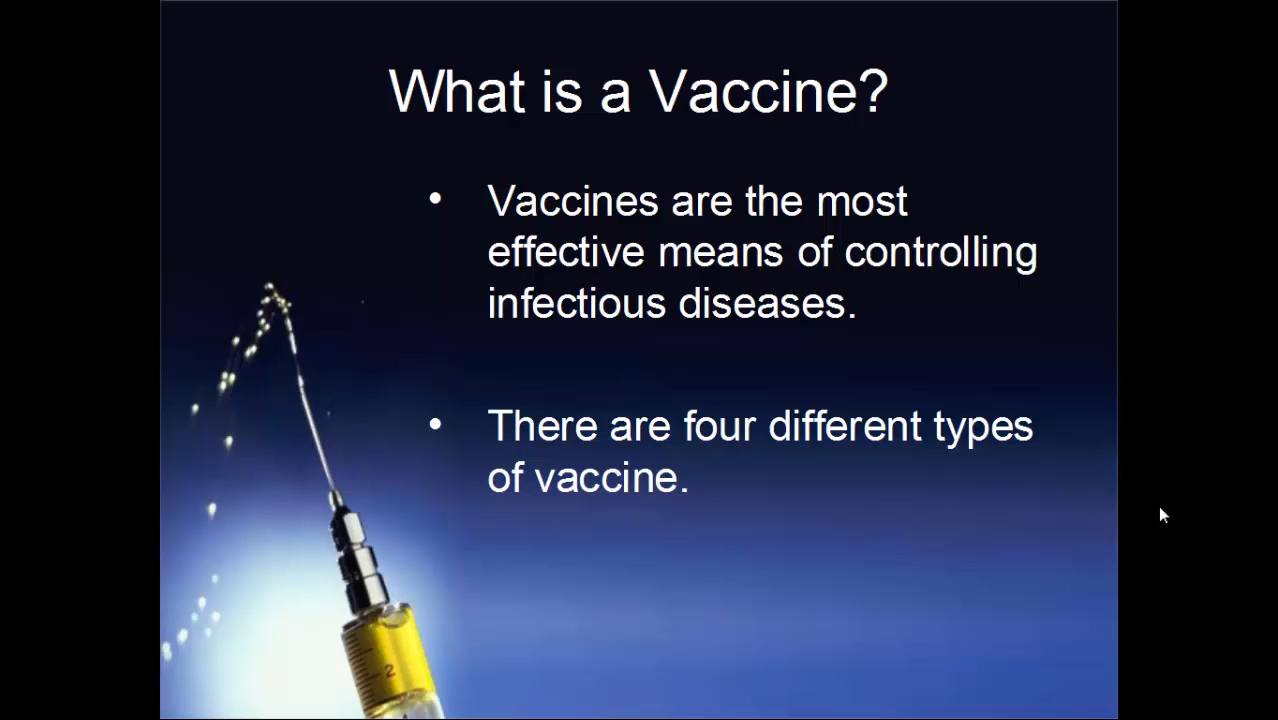 What is a Vaccine?
• Vaccines are the most
effective means of controlling
infectious diseases.
• There are four different types
of vaccine.
2